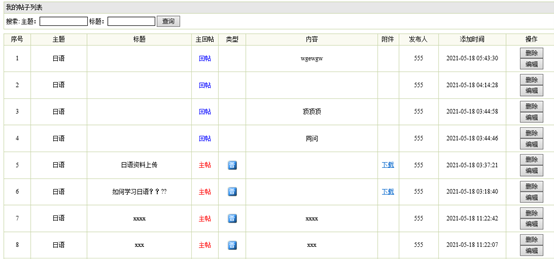 我的帖子列表
搜索: 主题: 标题: 查询
序号 主题 标题 主回帖 类型 内容 附件 发布人 添加时间 操作
1 日语 回帖 wgewgw 555 2021-05-18 05:43:30 删除 编辑
2 日语 回帖 555 2021-05-18 04:14:28 删除 编辑
3 日语 回帖 顶顶顶 555 2021-05-18 03:44:58 删除 编辑
4 日语 回帖 两问 555 2021-05-18 03:44:46 删除 编辑
5 日语 日语资料上传 主帖 下载 555 2021-05-18 03:37:21 删除 编辑
6 日语 如何学习日语？？?? 主帖 下载 555 2021-05-18 03:18:40 删除 编辑
7 日语 xxxx 主帖 xxxx 555 2021-05-18 11:22:42 删除 编辑
8 日语 xxx 主帖 xxx 555 2021-05-18 11:22:07 删除 编辑